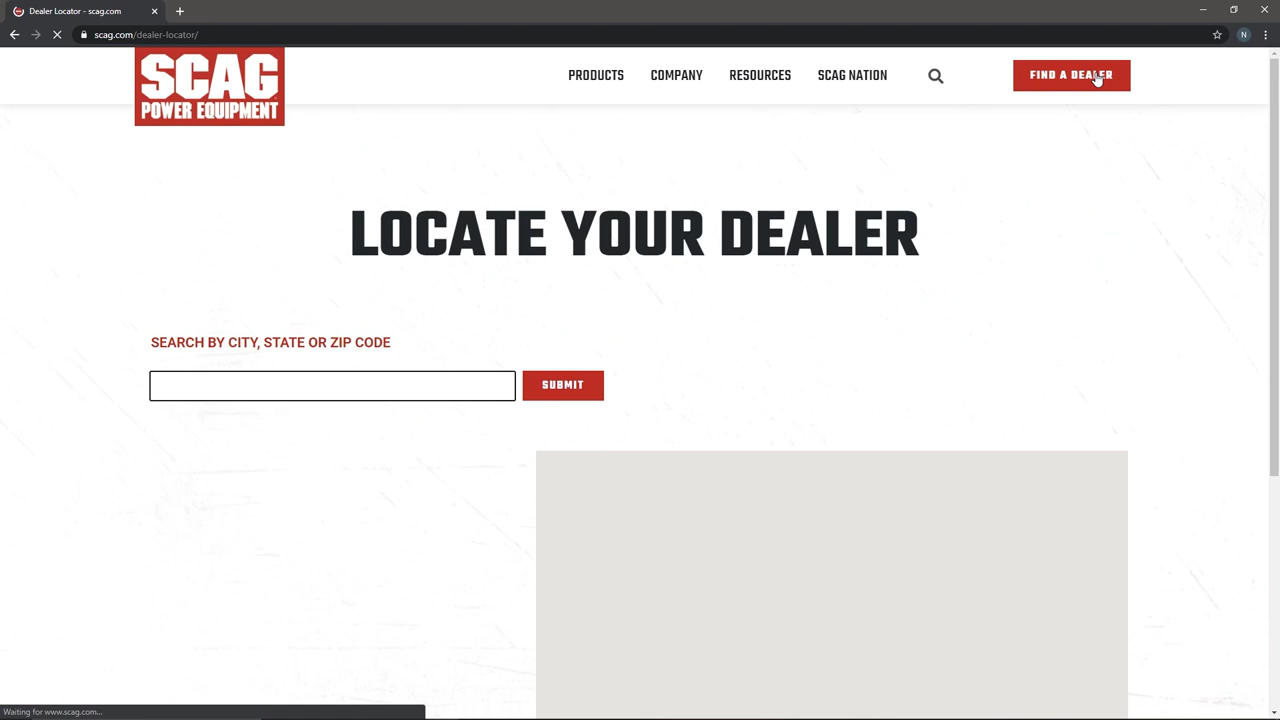 Dealer Locator - scag.com
scag.com/dealer-locator/
N
SCAG
POWER EQUIPMENT
PRODUCTS
COMPANY
RESOURCES
SCAG NATION
FIND A DEALER
LOCATE YOUR DEALER
SEARCH BY CITY, STATE OR ZIP CODE
SUBMIT
Waiting for www.scag.com...